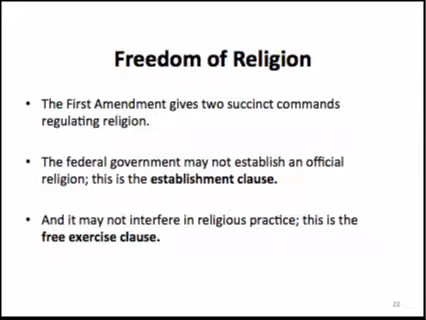 Freedom of Religion
• The First Amendment gives two succinct commands
regulating religion.
• The federal government may not establish an official
religion; this is the establishment clause.
• And it may not interfere in religious practice; this is the
free exercise clause.
22